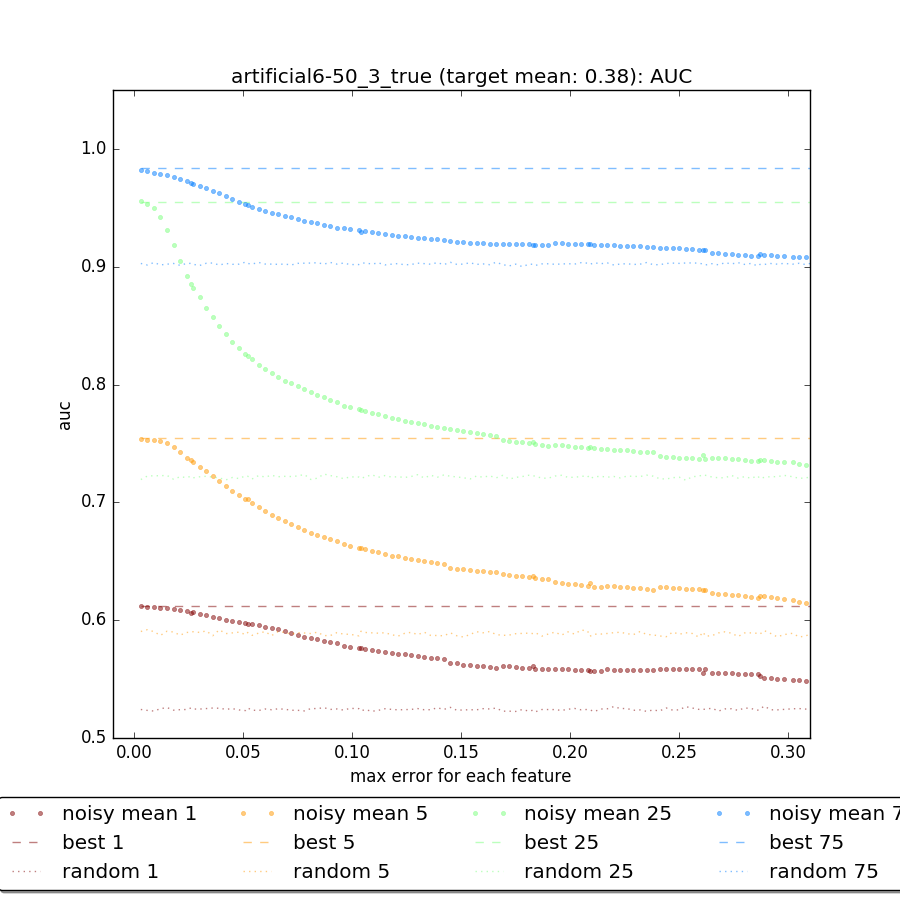 artificial6-50_3_true (target mean: 0.38): AUC
1.0
0.9
0.8
0.7
0.6
0.5
auc
0.00 0.05 0.10 0.15 0.20 0.25 0.30
max error for each feature
noisy mean 1 noisy mean 5 noisy mean 25 noisy mean 7
best 1 best 5 best 25 best 75
random 1 random 5 random 25 random 75